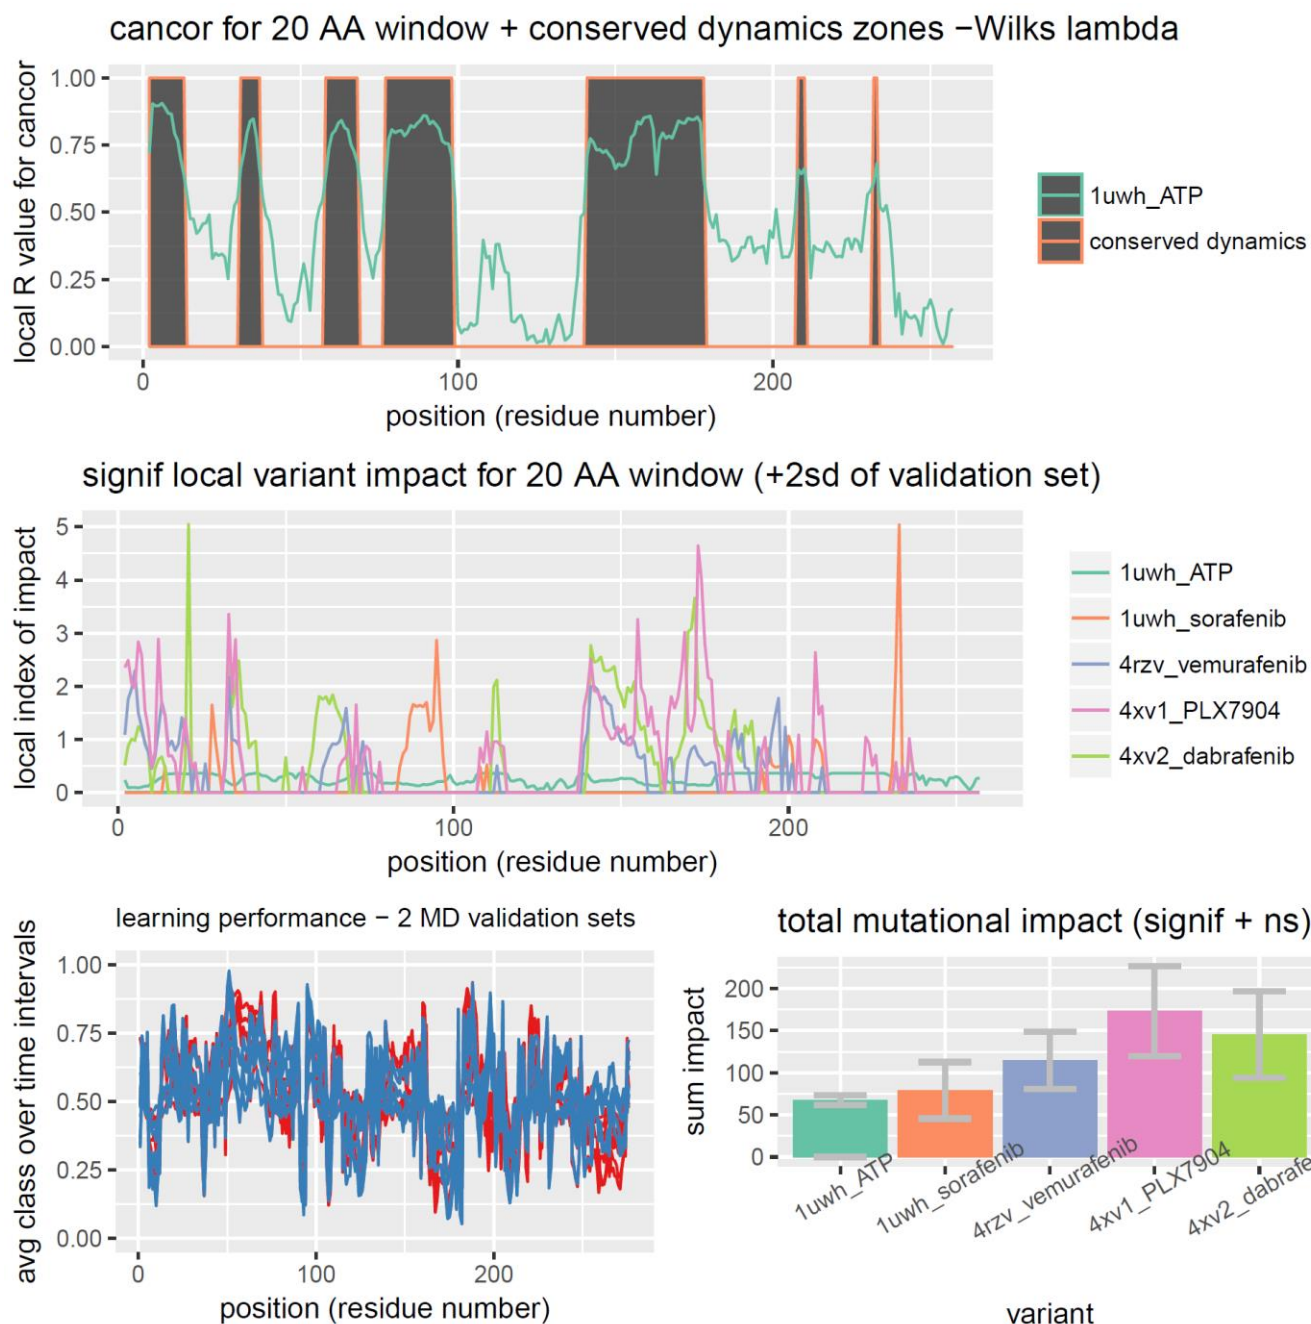 cancor for 20 AA window + conserved dynamics zones −Wilks lambda
local R value for cancor
1.00
0.75
0.50
0.25
0.00
0
100
200
position (residue number)
1uwh_ATP
conserved dynamics
signif local variant impact for 20 AA window (+2sd of validation set)
local index of impact
5
4
3
2
1
0
0
100
200
position (residue number)
1uwh_ATP
1uwh_sorafenib
4rzv_vemurafenib
4xv1_PLX7904
4xv2_dabrafenib
learning performance − 2 MD validation sets
avg class over time intervals
1.00
0.75
0.50
0.25
0.00
0
100
200
position (residue number)
total mutational impact (signif + ns)
sum impact
200
150
100
50
0
1uwh_ATP
1uwh_sorafenib
4rzv_vemurafenib
4xv1_PLX7904
4xv2_dabrafe
variant